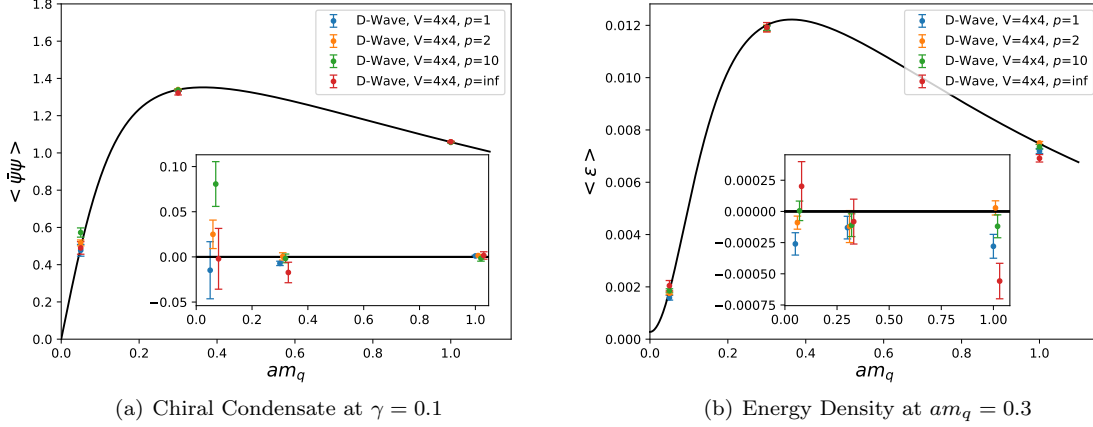 1.8
1.6
1.4
1.2
1.0
0.8
0.6
0.4
0.2
0.0
< ψ̄ψ >
D-Wave, V=4x4, p=1
D-Wave, V=4x4, p=2
D-Wave, V=4x4, p=10
D-Wave, V=4x4, p=inf
0.10
0.05
0.00
−0.05
0.0 0.2 0.4 0.6 0.8 1.0
0.0 0.2 0.4 0.6 0.8 1.0
am_q
(a) Chiral Condensate at γ = 0.1
0.012
0.010
0.008
0.006
0.004
0.002
0.000
< ε >
D-Wave, V=4x4, p=1
D-Wave, V=4x4, p=2
D-Wave, V=4x4, p=10
D-Wave, V=4x4, p=inf
0.00025
0.00000
−0.00025
−0.00050
−0.00075
0.00 0.25 0.50 0.75 1.00
0.0 0.2 0.4 0.6 0.8 1.0
am_q
(b) Energy Density at am_q = 0.3